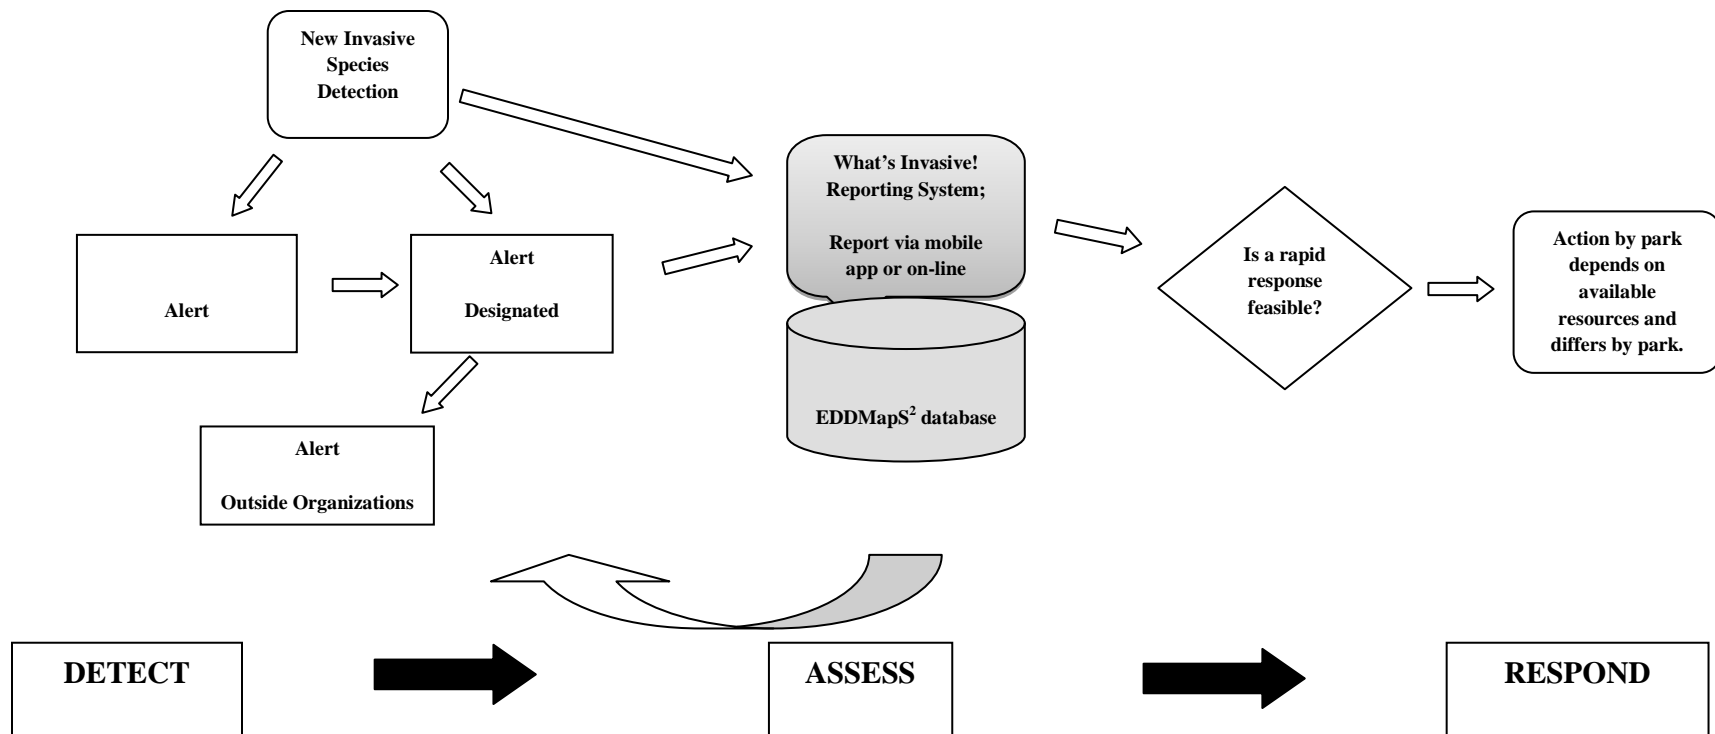 New Invasive
Species
Detection
What’s Invasive!
Reporting System;
Report via mobile
app or on-line
Alert
Alert
Designated
Is a rapid
response
feasible?
Action by park
depends on
available
resources and
differs by park.
EDDMapS² database
Alert
Outside Organizations
DETECT
ASSESS
RESPOND